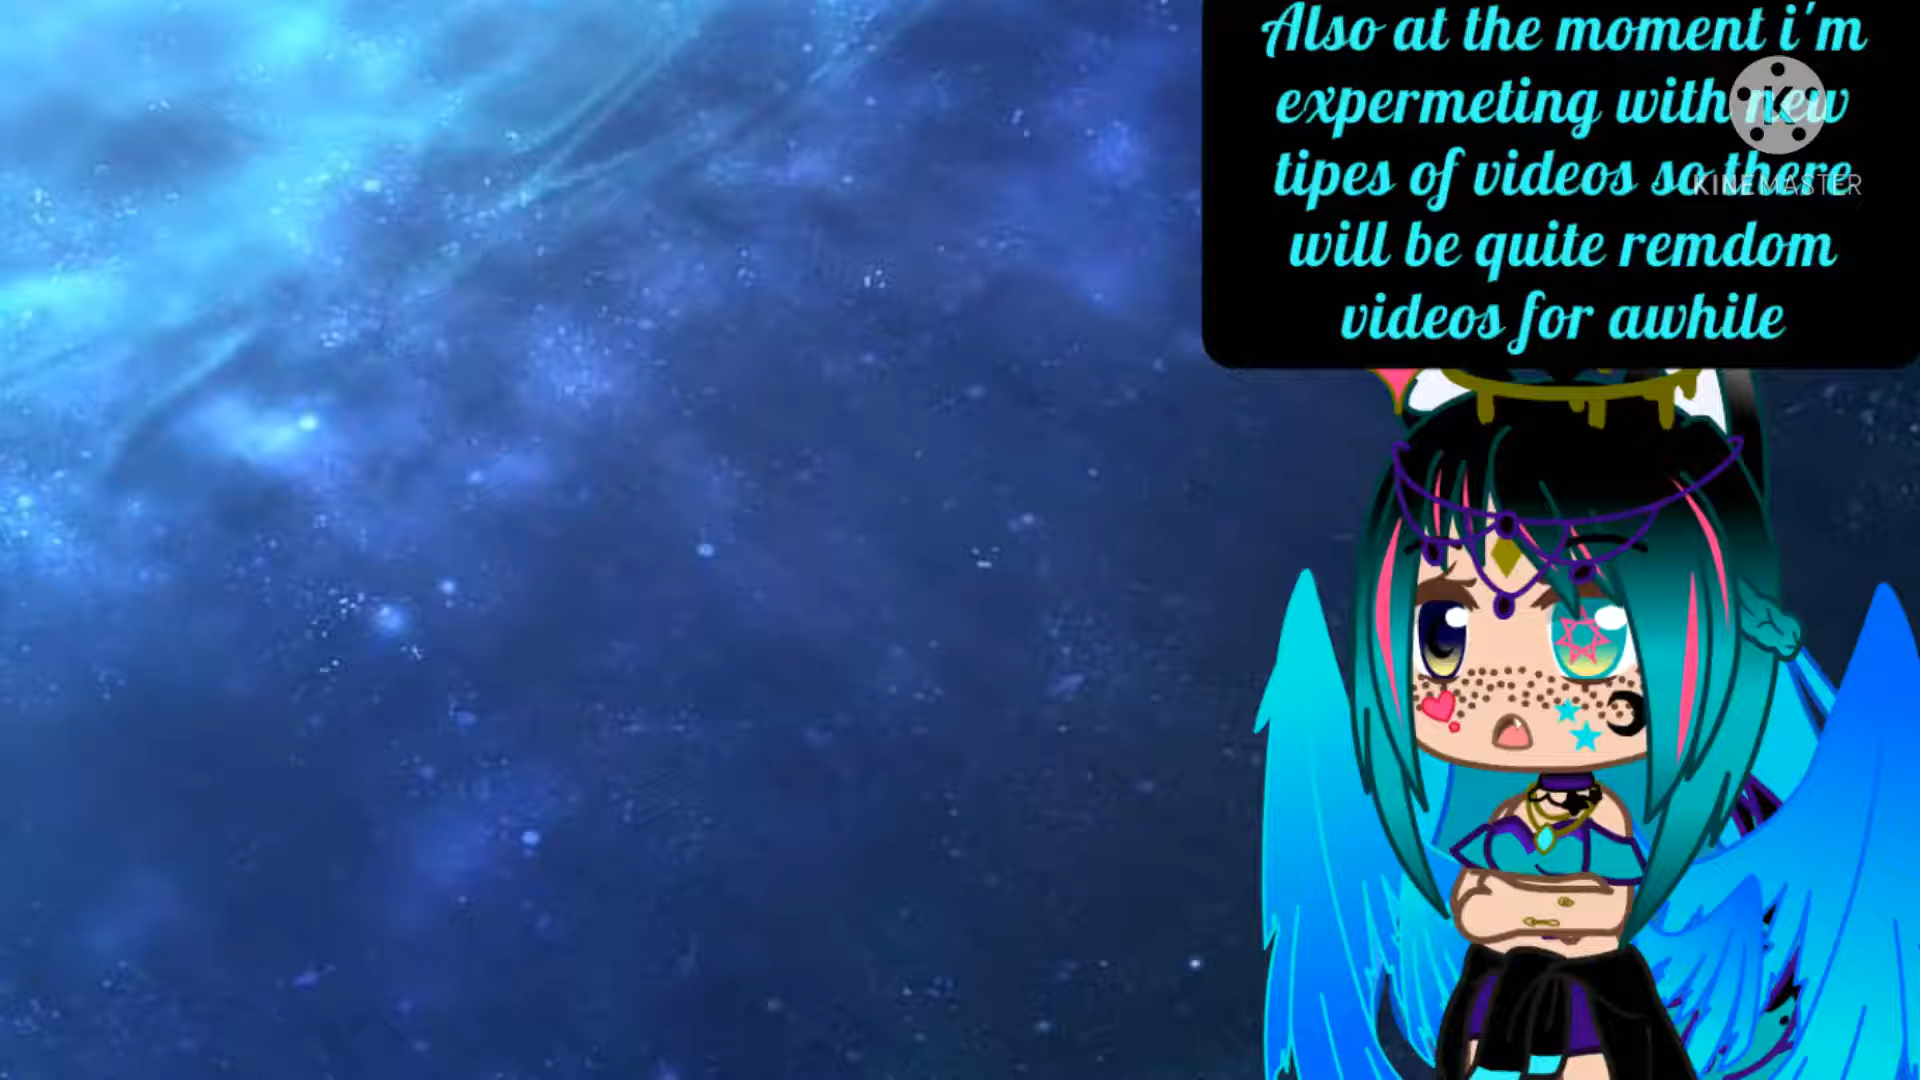 Also at the moment i'm
expermeting with new
tipes of videos so there
will be quite remdom
videos for awhile
K
KINEMASTER